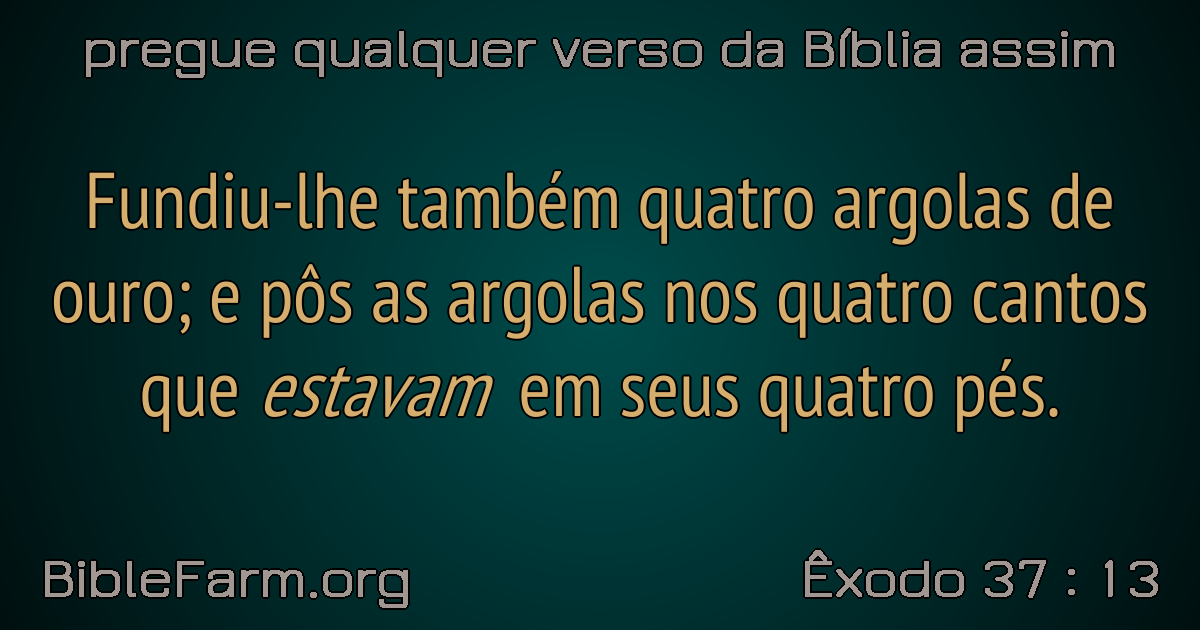 pregue qualquer verso da Bíblia assim
Fundiu-lhe também quatro argolas de
ouro; e pôs as argolas nos quatro cantos
que estavam em seus quatro pés.
BibleFarm.org
Êxodo 37 : 13